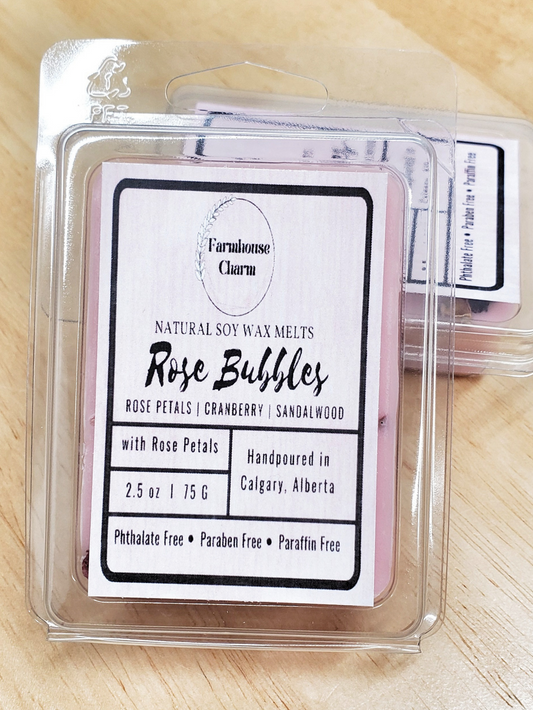 Farmhouse
Charm
NATURAL SOY WAX MELTS
Rose Bubbles
ROSE PETALS | CRANBERRY | SANDALWOOD
with Rose Petals
Handpoured in
Calgary, Alberta
2.5 oz | 75 G
Phthalate Free • Paraben Free • Paraffin Free
Phthalate Free • Paraben Free • Paraffin Free